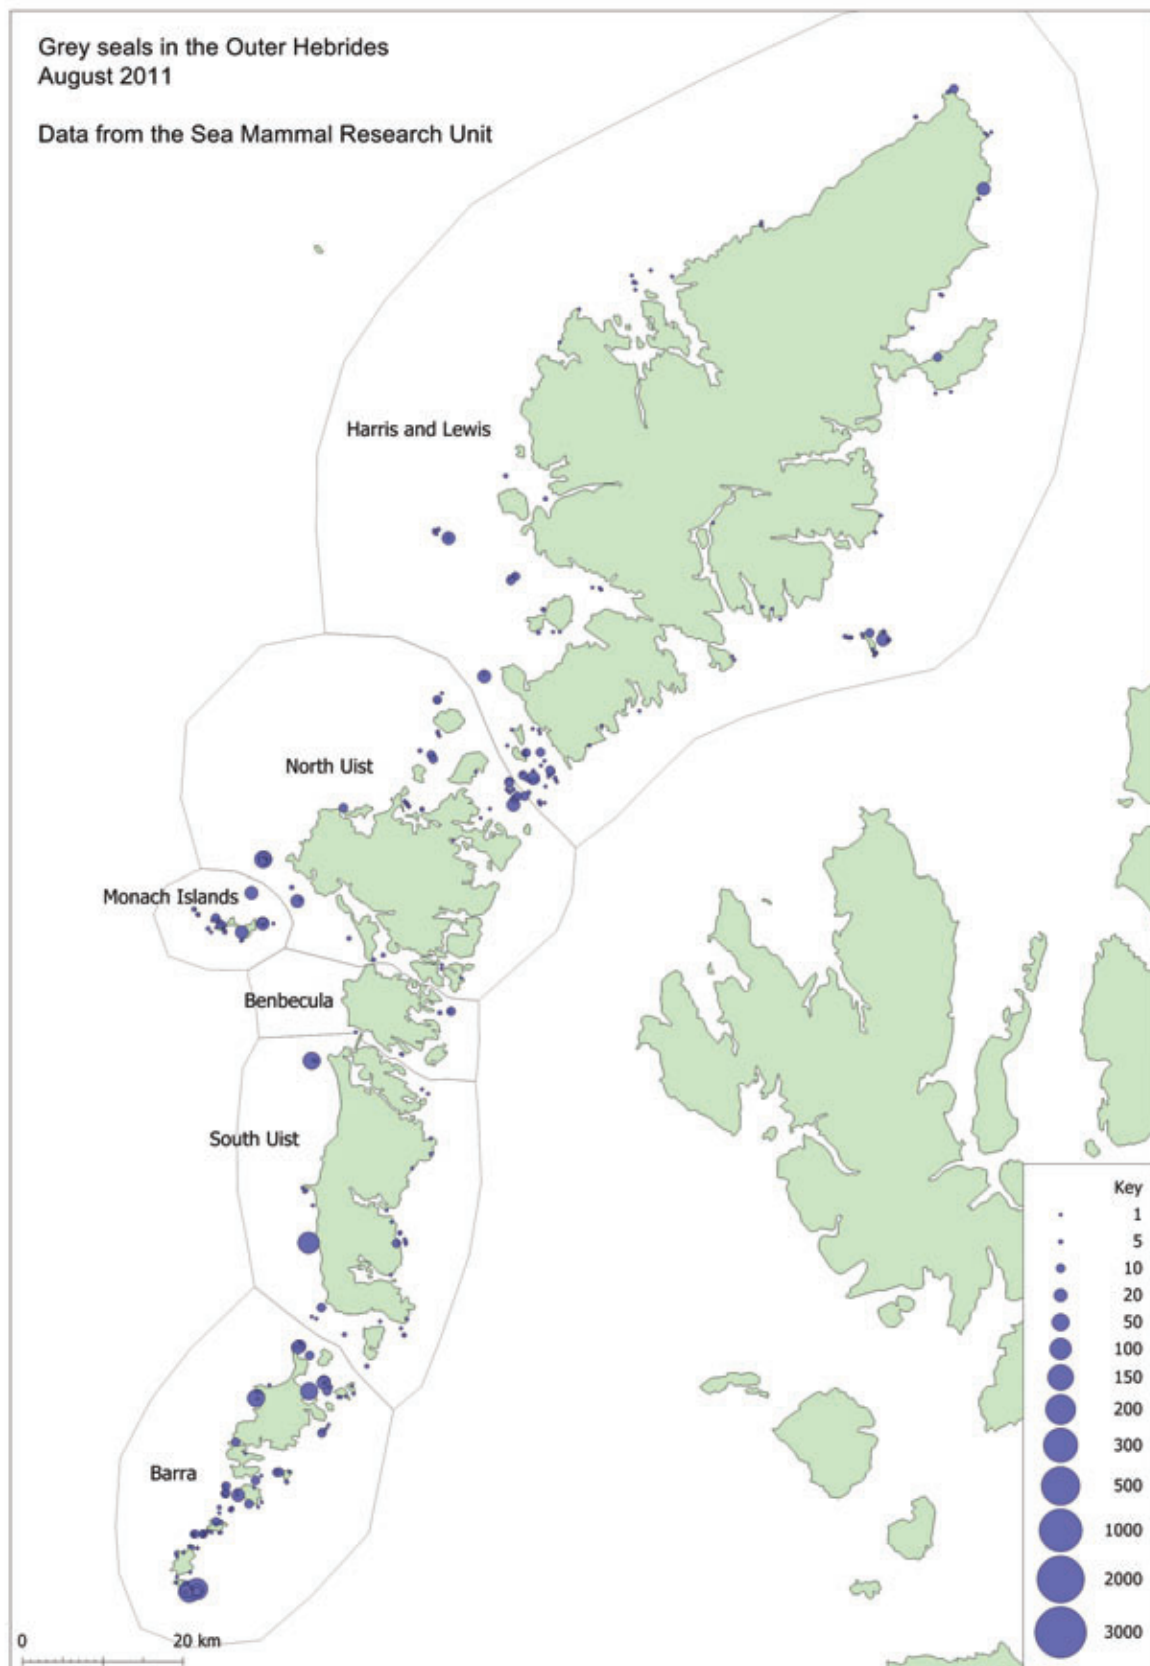 Grey seals in the Outer Hebrides
August 2011
Data from the Sea Mammal Research Unit
Harris and Lewis
North Uist
Monach Islands
Benbecula
South Uist
Barra
0 20 km
Key
1
5
10
20
50
100
150
200
300
500
1000
2000
3000